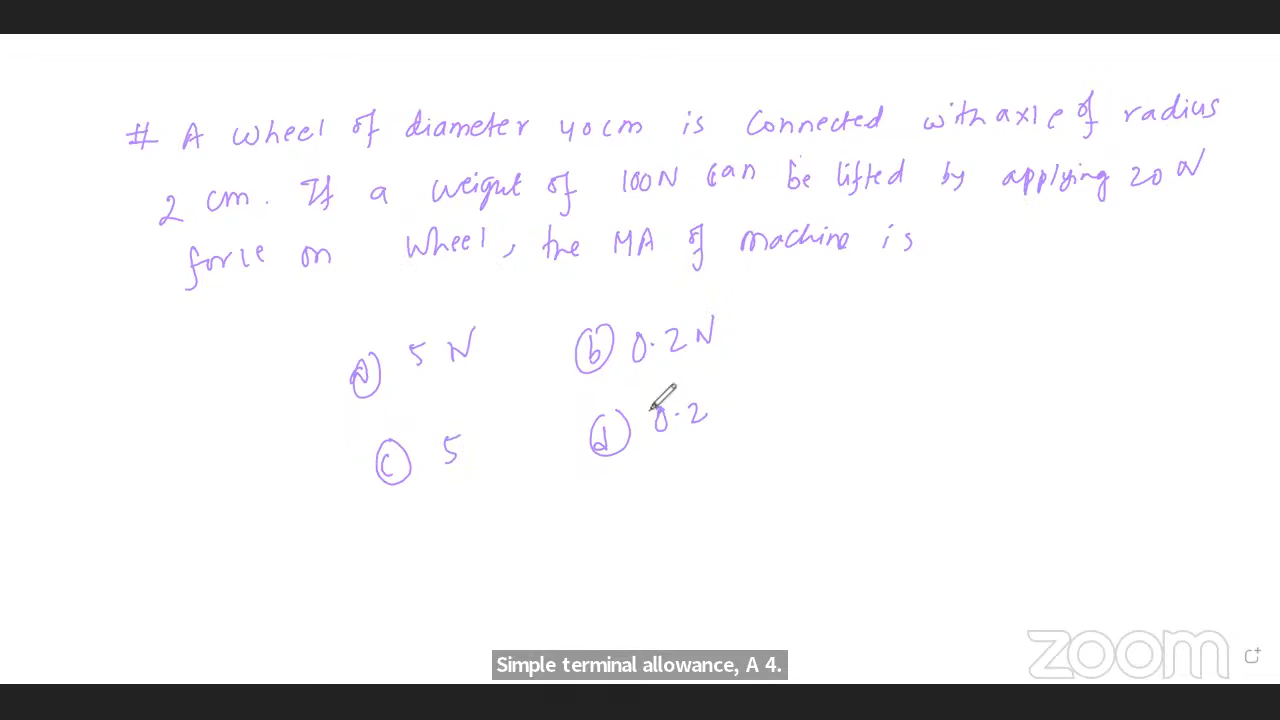 # A wheel of diameter 40cm is connected with axle of radius
2 cm. If a weight of 100N can be lifted by applying 20 N
force on wheel, the MA of machine is
(a) 5 N (b) 0.2 N
(c) 5 (d) 0.2
Simple terminal allowance, A 4.
zoom